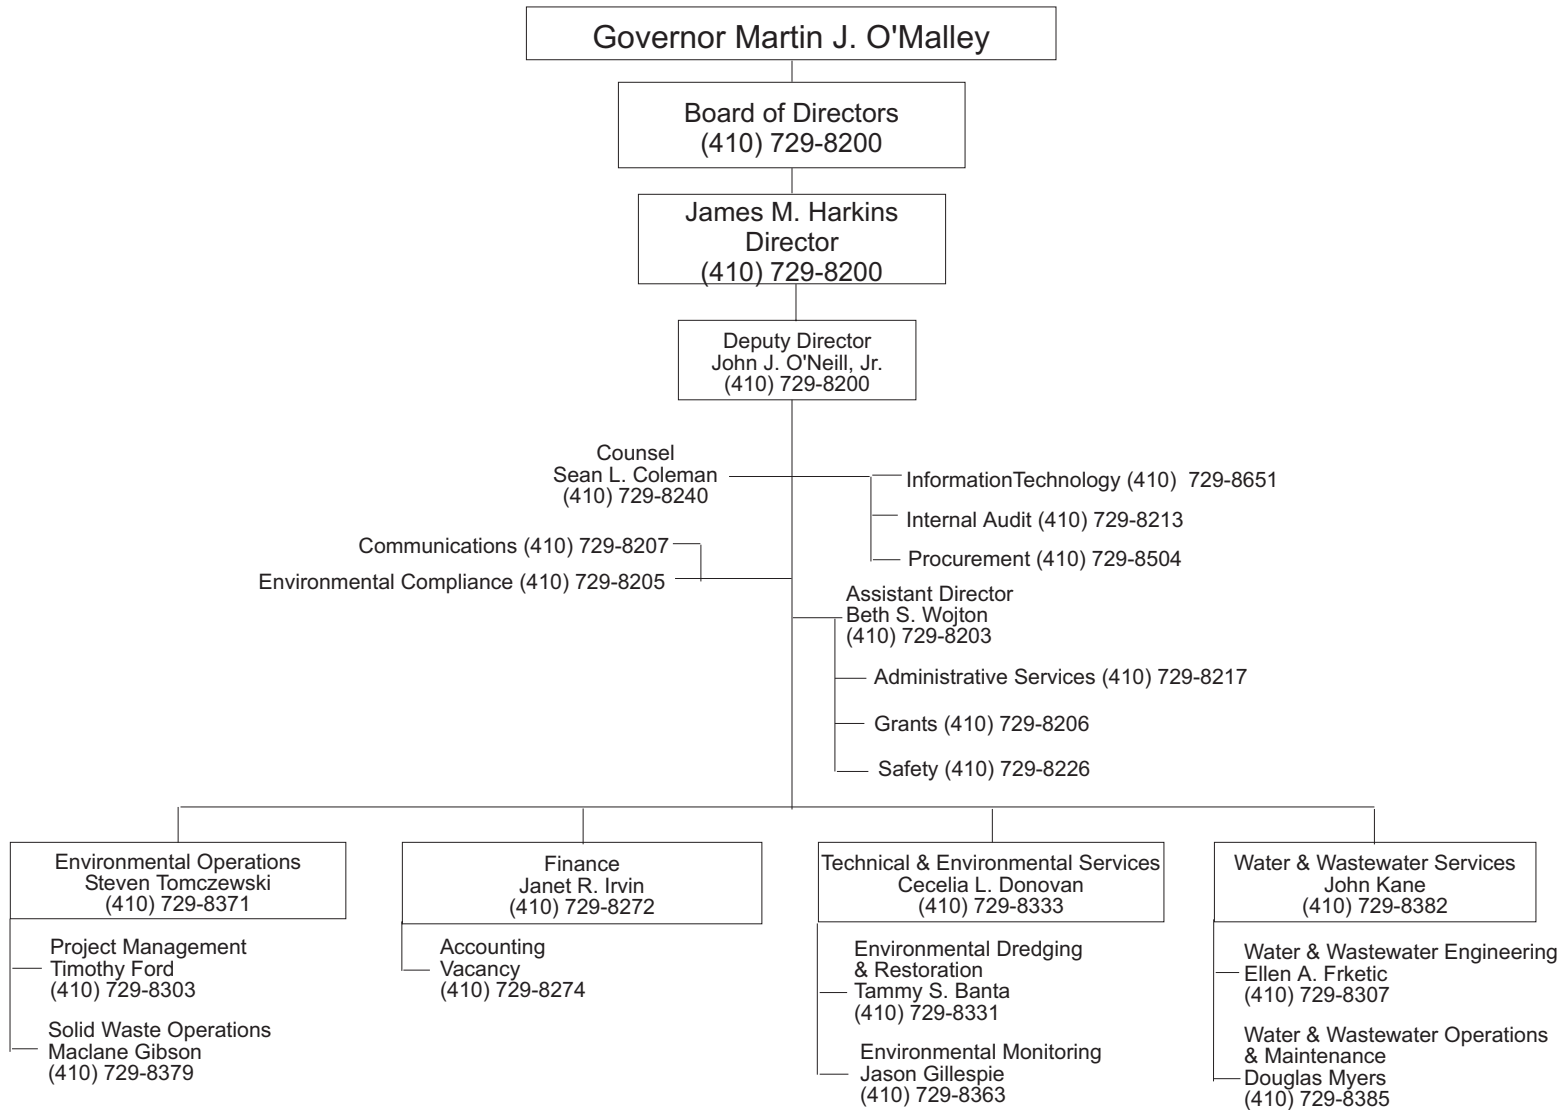 Governor Martin J. O'Malley
Board of Directors
(410) 729-8200
James M. Harkins
Director
(410) 729-8200
Deputy Director
John J. O'Neill, Jr.
(410) 729-8200
Counsel
Sean L. Coleman
(410) 729-8240
InformationTechnology (410) 729-8651
Internal Audit (410) 729-8213
Procurement (410) 729-8504
Communications (410) 729-8207
Environmental Compliance (410) 729-8205
Assistant Director
Beth S. Wojton
(410) 729-8203
Administrative Services (410) 729-8217
Grants (410) 729-8206
Safety (410) 729-8226
Environmental Operations
Steven Tomczewski
(410) 729-8371
Project Management
Timothy Ford
(410) 729-8303
Solid Waste Operations
Maclane Gibson
(410) 729-8379
Finance
Janet R. Irvin
(410) 729-8272
Accounting
Vacancy
(410) 729-8274
Technical & Environmental Services
Cecelia L. Donovan
(410) 729-8333
Environmental Dredging
& Restoration
Tammy S. Banta
(410) 729-8331
Environmental Monitoring
Jason Gillespie
(410) 729-8363
Water & Wastewater Services
John Kane
(410) 729-8382
Water & Wastewater Engineering
Ellen A. Frketic
(410) 729-8307
Water & Wastewater Operations
& Maintenance
Douglas Myers
(410) 729-8385